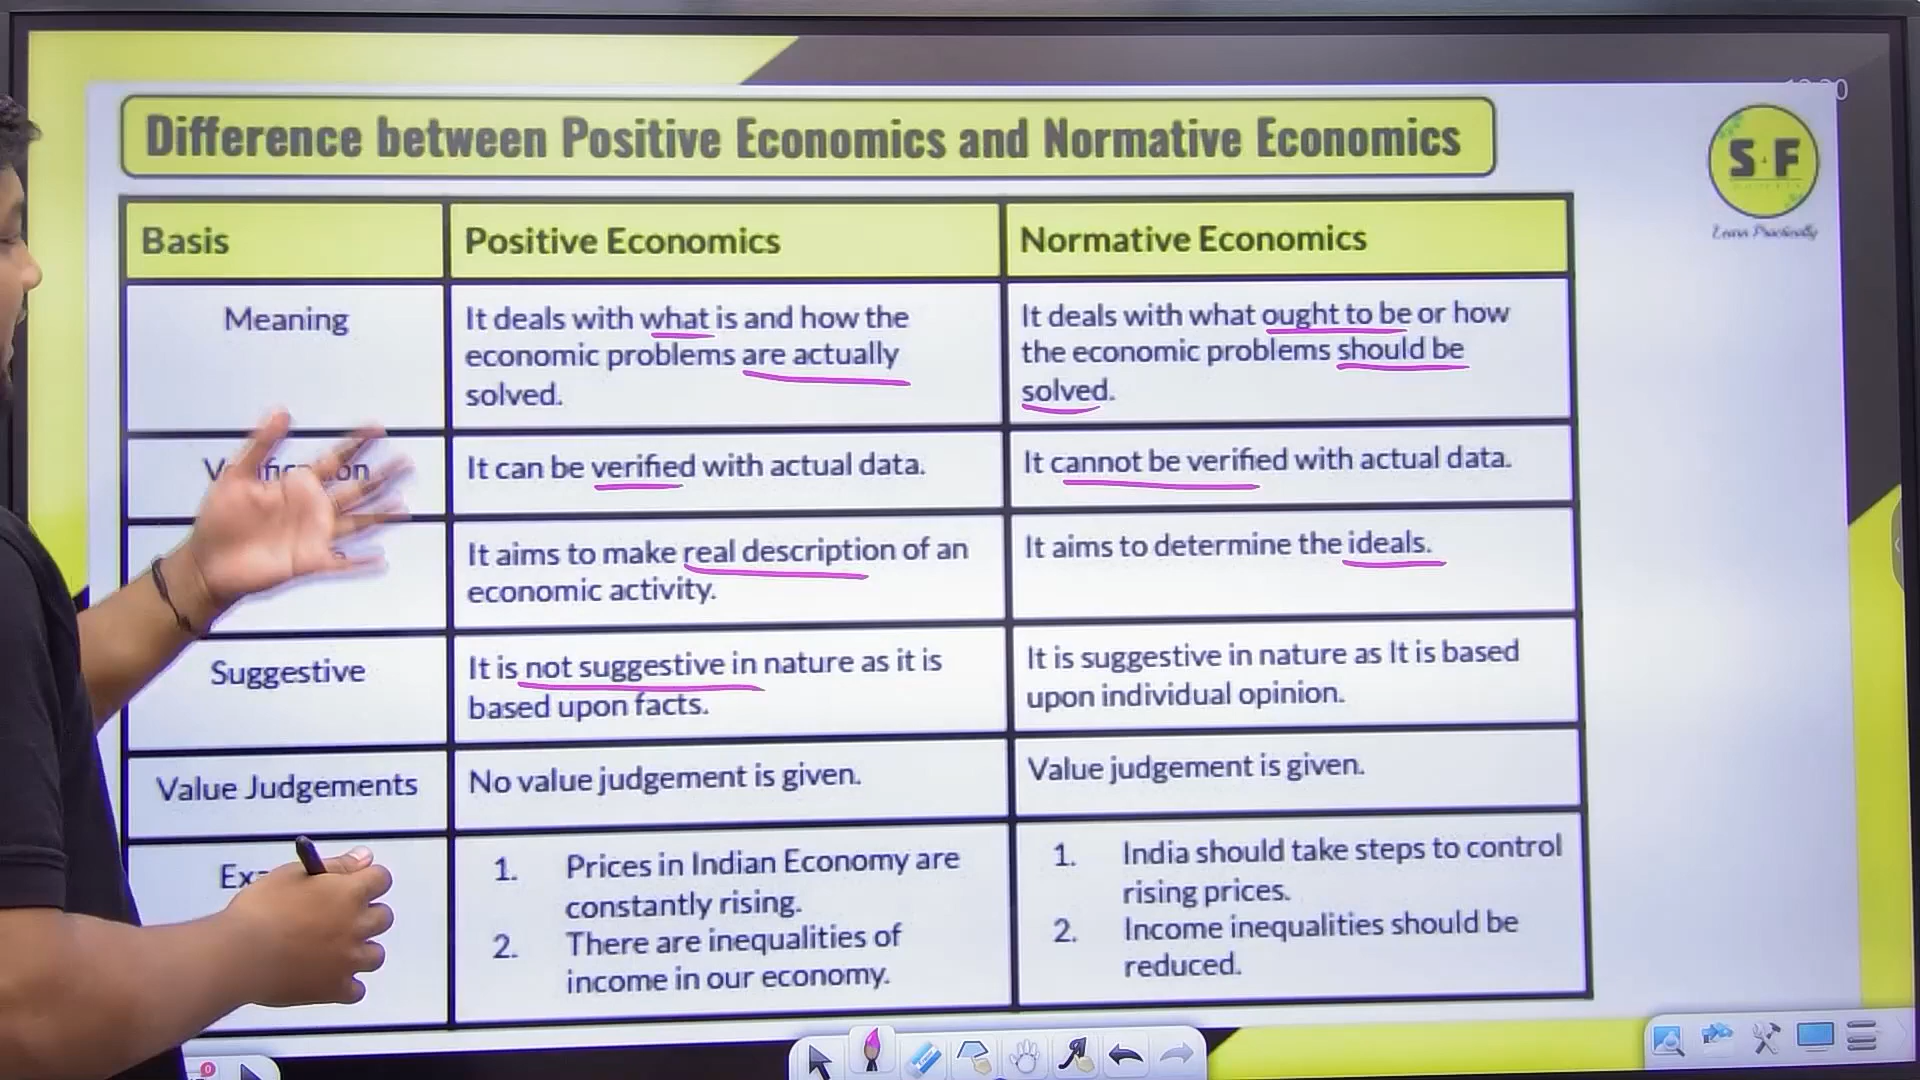 Difference between Positive Economics and Normative Economics
S·F
Learn Practically
Basis
Positive Economics
Normative Economics
Meaning
It deals with what is and how the
economic problems are actually
solved.
It deals with what ought to be or how
the economic problems should be
solved.
It can be verified with actual data.
It cannot be verified with actual data.
It aims to make real description of an
economic activity.
It aims to determine the ideals.
Suggestive
It is not suggestive in nature as it is
based upon facts.
It is suggestive in nature as It is based
upon individual opinion.
Value Judgements
No value judgement is given.
Value judgement is given.
1. Prices in Indian Economy are
constantly rising.
2. There are inequalities of
income in our economy.
1. India should take steps to control
rising prices.
2. Income inequalities should be
reduced.